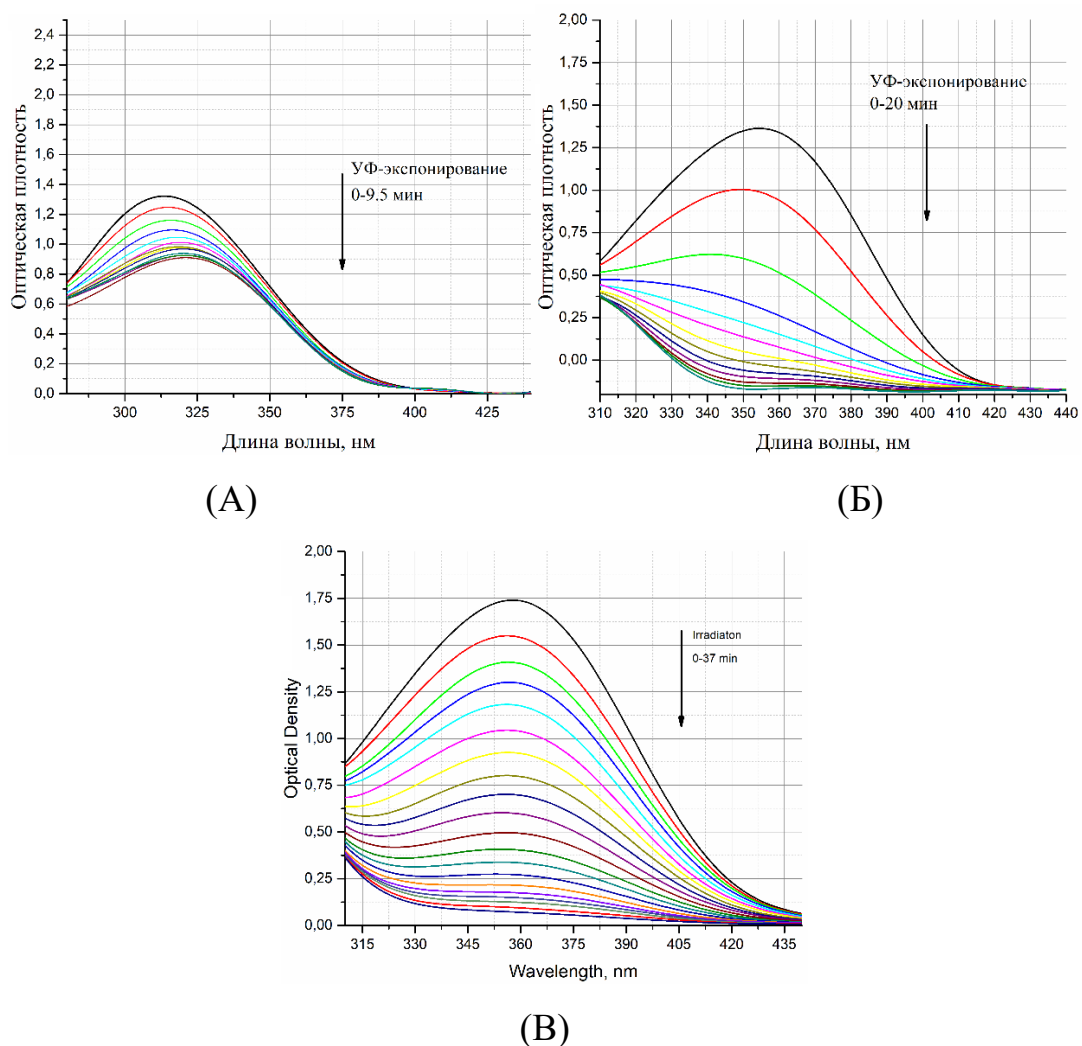 2,4
2,2
2,0
1,8
1,6
1,4
1,2
1,0
0,8
0,6
0,4
0,2
0,0
Оптическая плотность
УФ-экспонирование
0-9.5 мин
300 325 350 375 400 425
Длина волны, нм
(А)
2,00
1,75
1,50
1,25
1,00
0,75
0,50
0,25
0,00
Оптическая плотность
УФ-экспонирование
0-20 мин
310 320 330 340 350 360 370 380 390 400 410 420 430 440
Длина волны, нм
(Б)
2,00
1,75
1,50
1,25
1,00
0,75
0,50
0,25
0,00
Optical Density
Irradiaton
0-37 min
315 330 345 360 375 390 405 420 435
Wavelength, nm
(В)